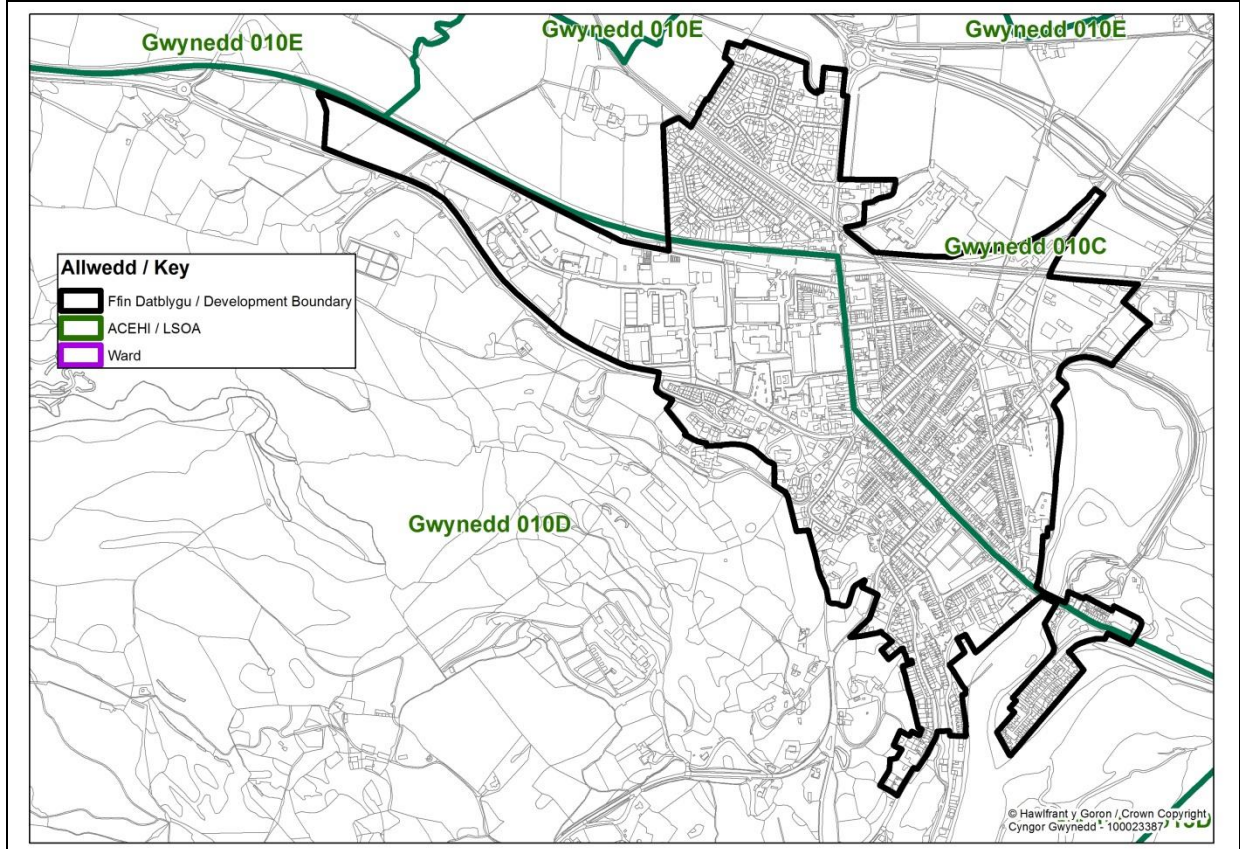 Gwynedd 010E
Gwynedd 010E
Gwynedd 010E
Gwynedd 010C
Allwedd / Key
Ffin Datblygu / Development Boundary
ACEHI / LSOA
Ward
Gwynedd 010D
© Hawlfraint y Goron / Crown Copyright
Cyngor Gwynedd - 100023387